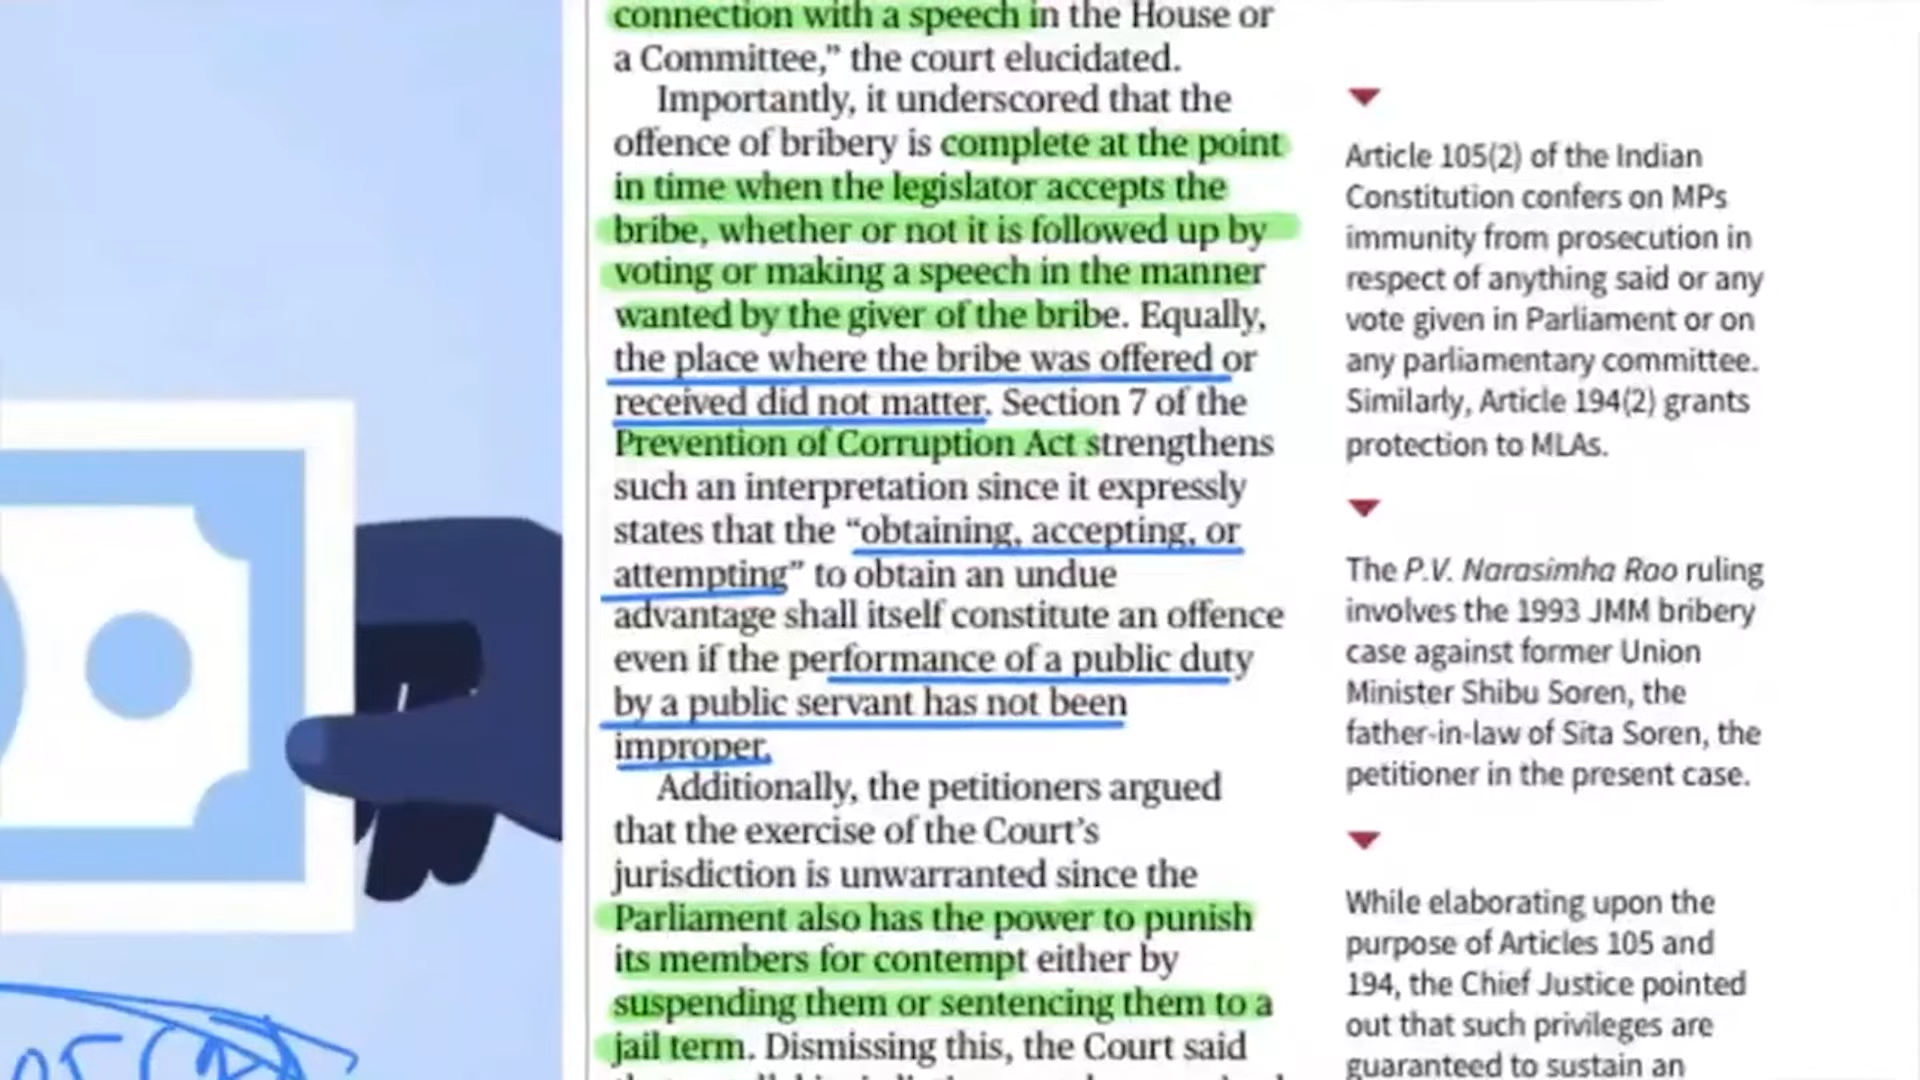 connection with a speech in the House or
a Committee,” the court elucidated.
Importantly, it underscored that the
offence of bribery is complete at the point
in time when the legislator accepts the
bribe, whether or not it is followed up by
voting or making a speech in the manner
wanted by the giver of the bribe. Equally,
the place where the bribe was offered or
received did not matter. Section 7 of the
Prevention of Corruption Act strengthens
such an interpretation since it expressly
states that the “obtaining, accepting, or
attempting” to obtain an undue
advantage shall itself constitute an offence
even if the performance of a public duty
by a public servant has not been
improper.
Additionally, the petitioners argued
that the exercise of the Court’s
jurisdiction is unwarranted since the
Parliament also has the power to punish
its members for contempt either by
suspending them or sentencing them to a
jail term. Dismissing this, the Court said
Article 105(2) of the Indian
Constitution confers on MPs
immunity from prosecution in
respect of anything said or any
vote given in Parliament or on
any parliamentary committee.
Similarly, Article 194(2) grants
protection to MLAs.
The P.V. Narasimha Rao ruling
involves the 1993 JMM bribery
case against former Union
Minister Shibu Soren, the
father-in-law of Sita Soren, the
petitioner in the present case.
While elaborating upon the
purpose of Articles 105 and
194, the Chief Justice pointed
out that such privileges are
guaranteed to sustain an